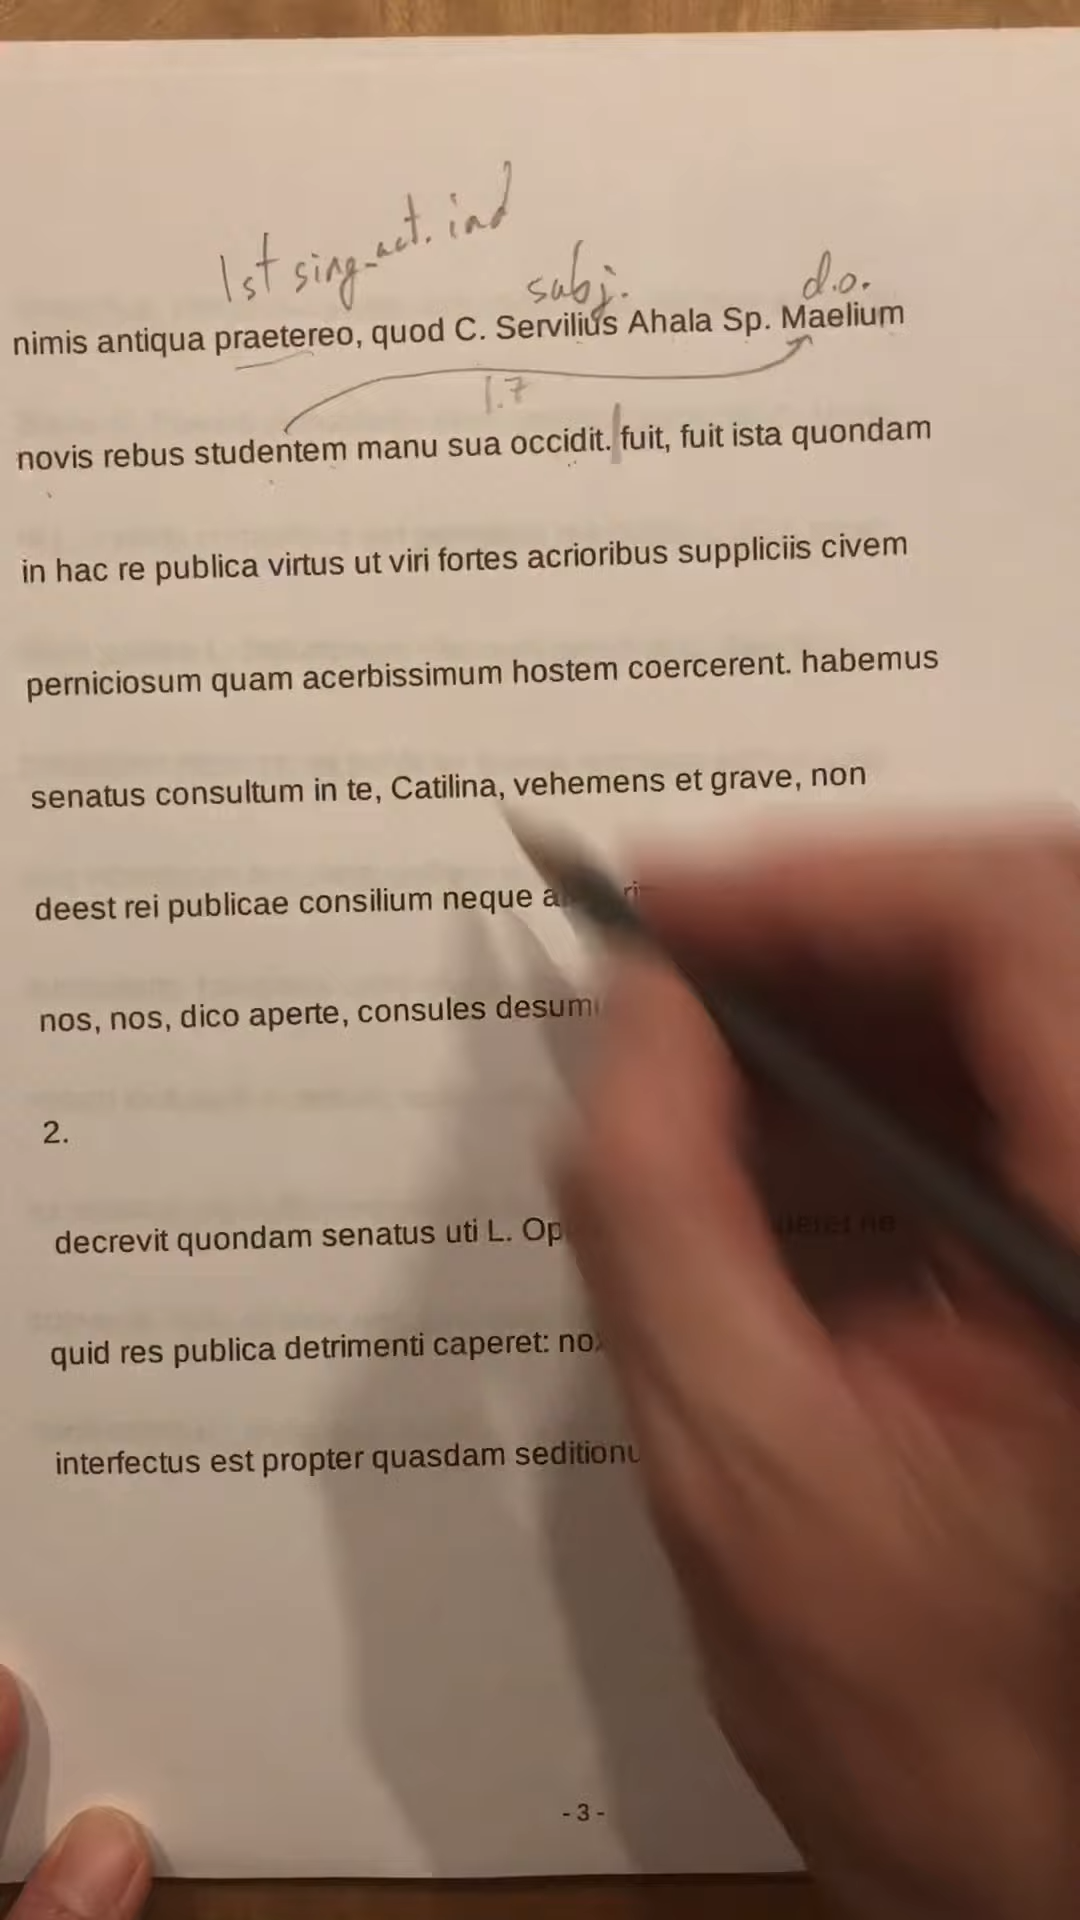 1st sing. act. ind
subj. d.o.
nimis antiqua praetereo, quod C. Servilius Ahala Sp. Maelium
1.7
novis rebus studentem manu sua occidit. fuit, fuit ista quondam
in hac re publica virtus ut viri fortes acrioribus suppliciis civem
perniciosum quam acerbissimum hostem coercerent. habemus
senatus consultum in te, Catilina, vehemens et grave, non
deest rei publicae consilium neque
nos, nos, dico aperte, consules
2.
decrevit quondam senatus uti L.
quid res publica detrimenti caperet:
interfectus est propter quasdam
- 3 -